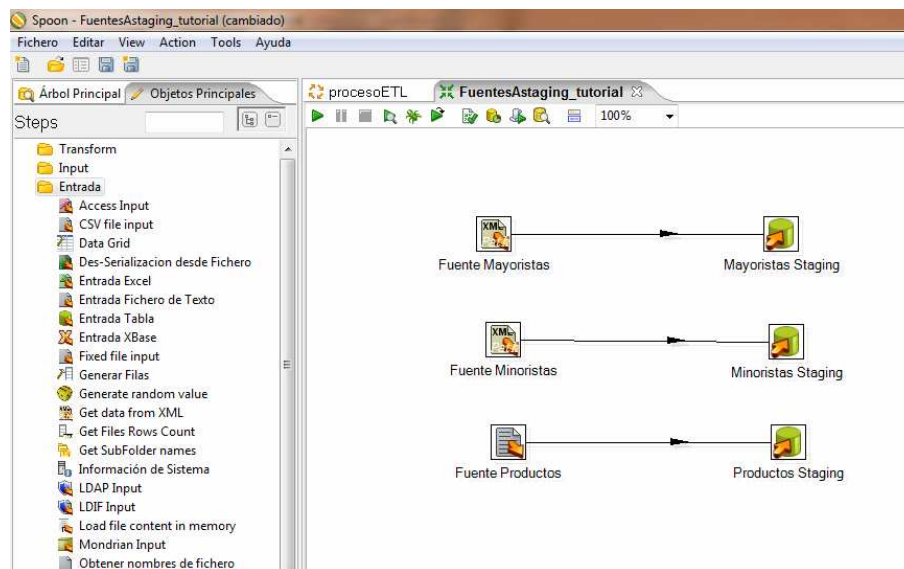 Spoon - FuentesAstaging_tutorial (cambiado)
Fichero Editar View Action Tools Ayuda
Árbol Principal Objetos Principales
procesoETL FuentesAstaging_tutorial
Steps
100%
Transform
Input
Entrada
Access Input
CSV file input
Data Grid
Des-Serializacion desde Fichero
Entrada Excel
Entrada Fichero de Texto
Entrada Tabla
Entrada XBase
Fixed file input
Generar Filas
Generate random value
Get data from XML
Get Files Rows Count
Get SubFolder names
Información de Sistema
LDAP Input
LDIF Input
Load file content in memory
Mondrian Input
Obtener nombres de fichero
XML
Fuente Mayoristas
Mayoristas Staging
XML
Fuente Minoristas
Minoristas Staging
Fuente Productos
Productos Staging